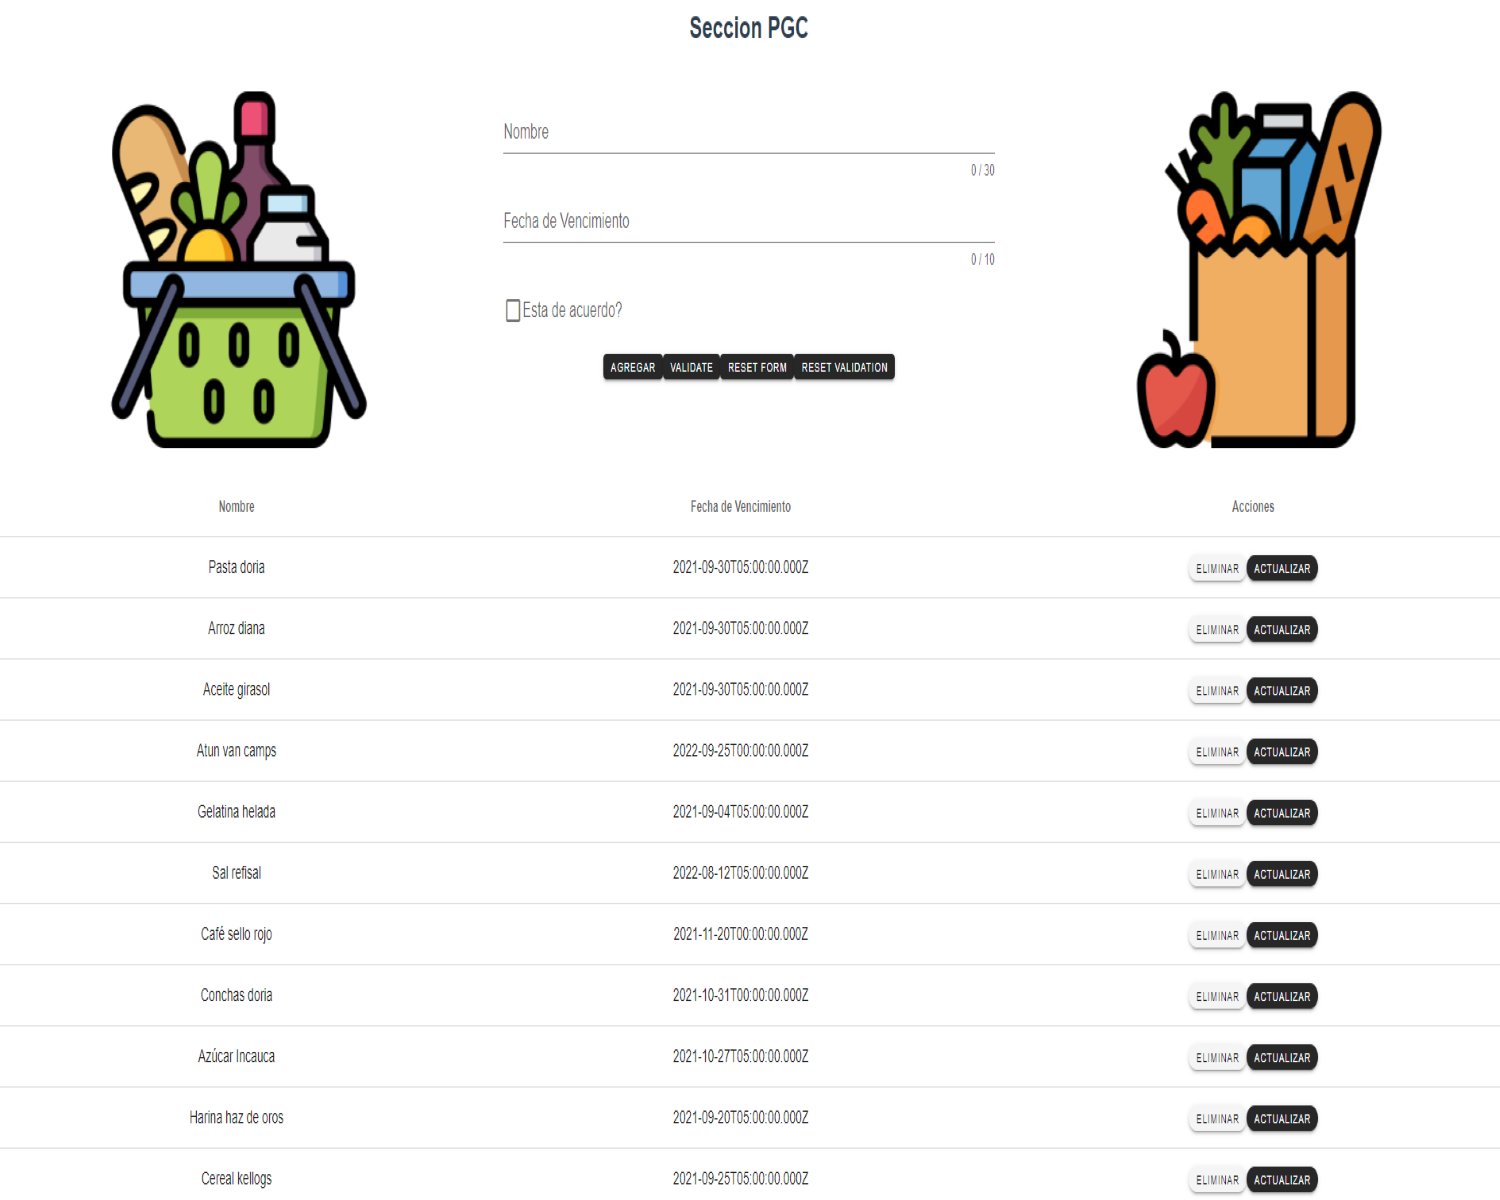 Seccion PGC
Nombre
0 / 30
Fecha de Vencimiento
0 / 10
Esta de acuerdo?
AGREGAR VALIDATE RESET FORM RESET VALIDATION
Nombre Fecha de Vencimiento Acciones
Pasta doria 2021-09-30T05:00:00.000Z ELIMINAR ACTUALIZAR
Arroz diana 2021-09-30T05:00:00.000Z ELIMINAR ACTUALIZAR
Aceite girasol 2021-09-30T05:00:00.000Z ELIMINAR ACTUALIZAR
Atun van camps 2022-09-25T00:00:00.000Z ELIMINAR ACTUALIZAR
Gelatina helada 2021-09-04T05:00:00.000Z ELIMINAR ACTUALIZAR
Sal refisal 2022-08-12T05:00:00.000Z ELIMINAR ACTUALIZAR
Café sello rojo 2021-11-20T00:00:00.000Z ELIMINAR ACTUALIZAR
Conchas doria 2021-10-31T00:00:00.000Z ELIMINAR ACTUALIZAR
Azúcar Incauca 2021-10-27T05:00:00.000Z ELIMINAR ACTUALIZAR
Harina haz de oros 2021-09-20T05:00:00.000Z ELIMINAR ACTUALIZAR
Cereal kellogs 2021-09-25T05:00:00.000Z ELIMINAR ACTUALIZAR